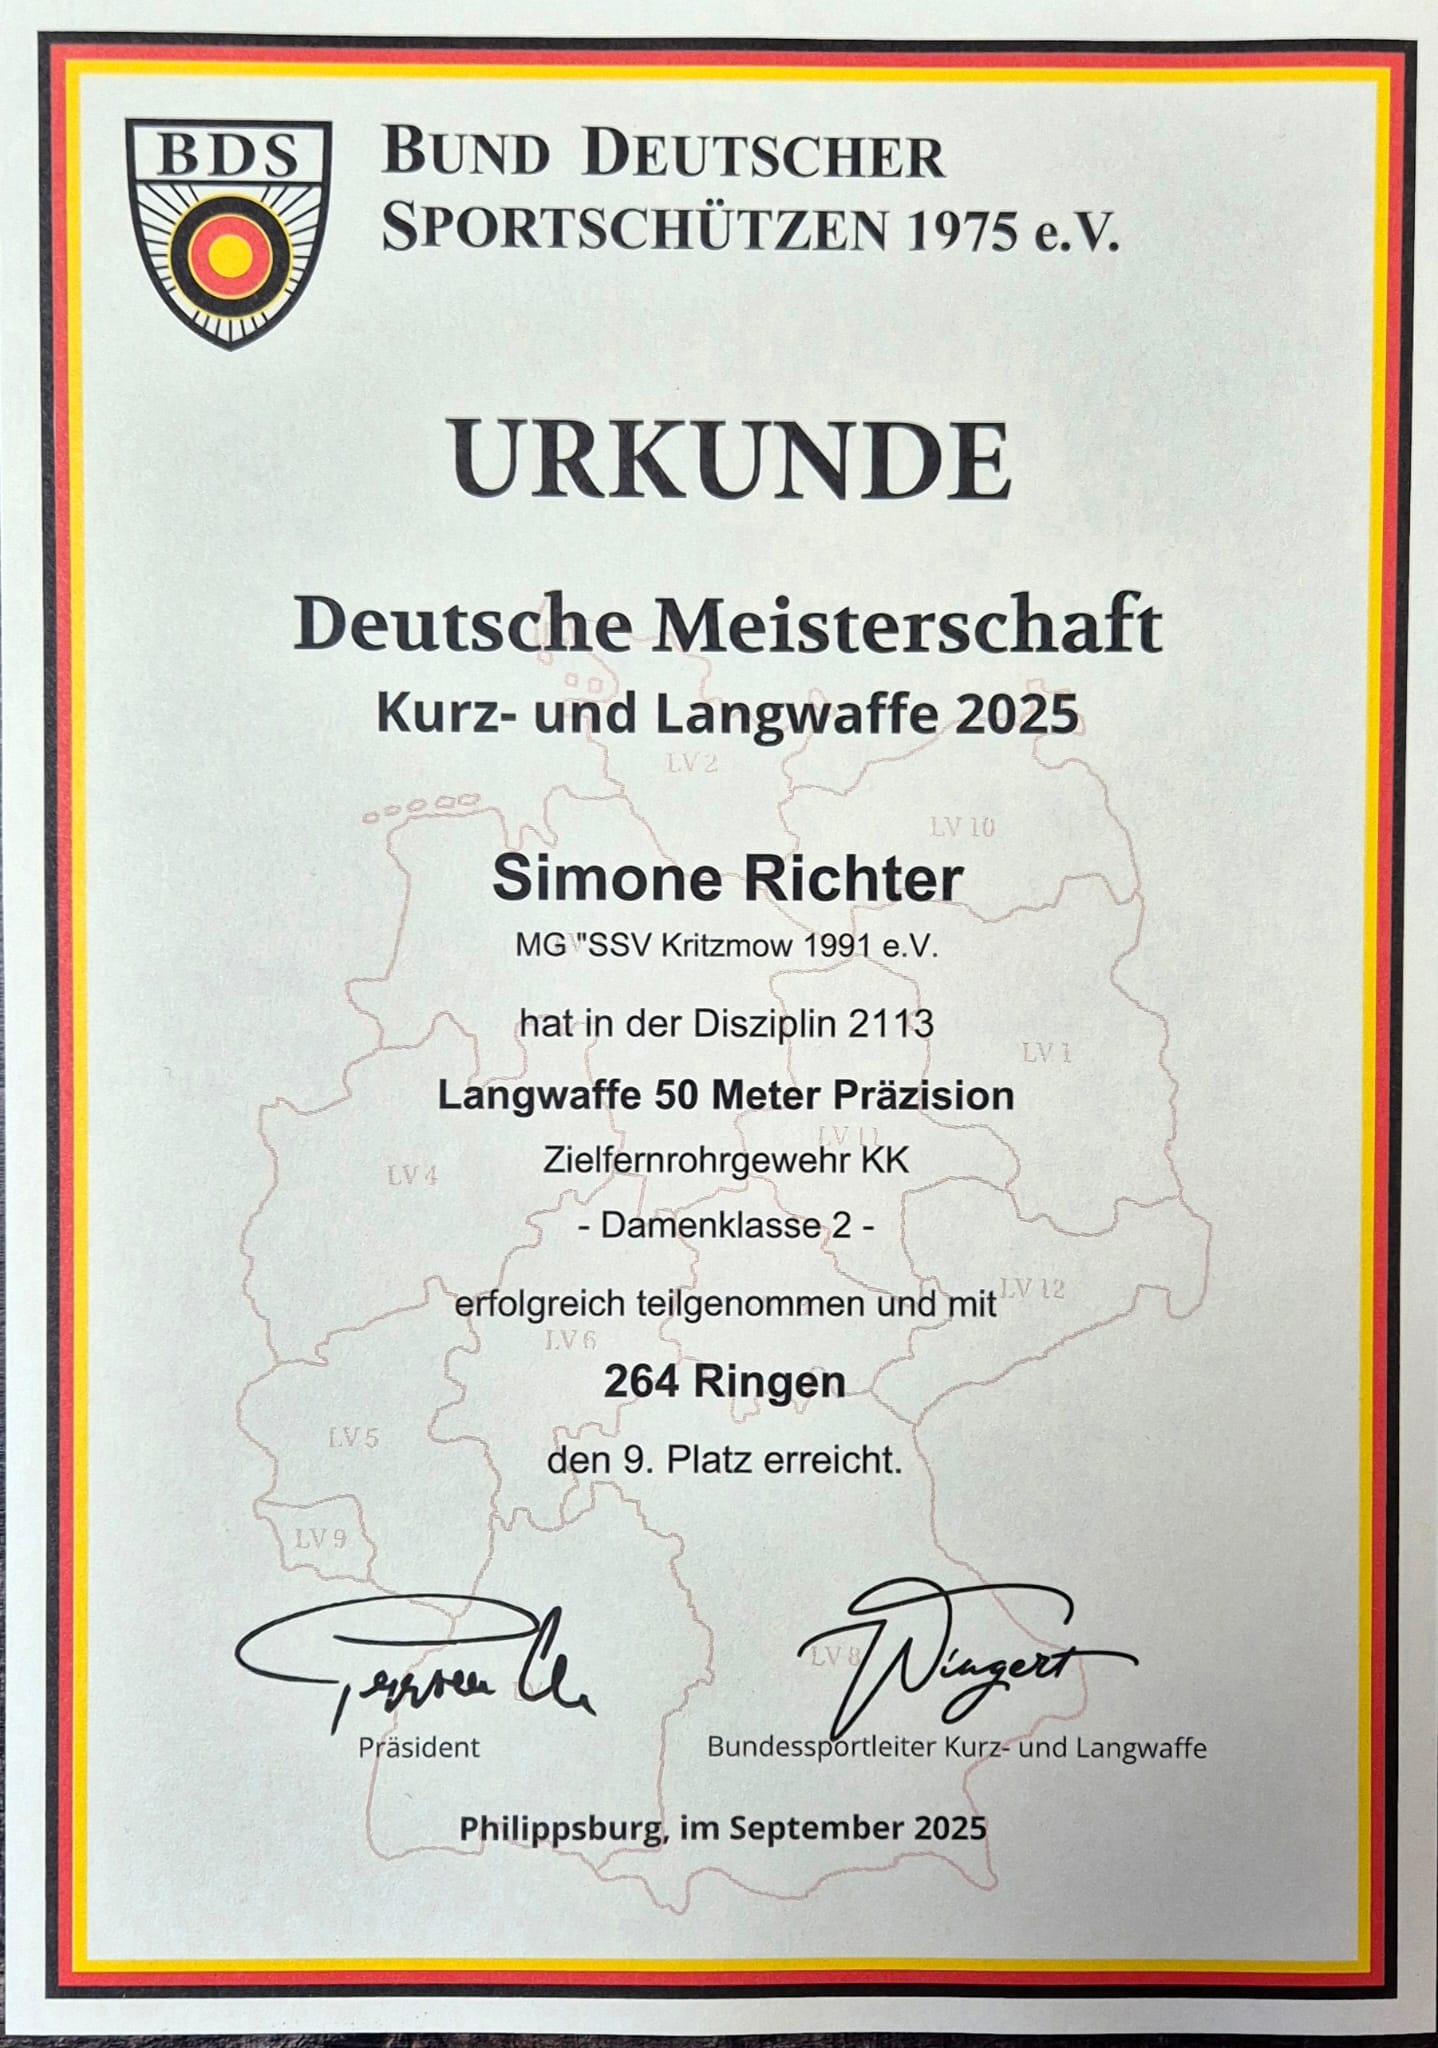 BDS
BUND DEUTSCHER
SPORTSCHÜTZEN 1975 e.V.
URKUNDE
Deutsche Meisterschaft
Kurz- und Langwaffe 2025
LV 2
LV 10
Simone Richter
MG "SSV Kritzmow 1991 e.V.
hat in der Disziplin 2113
LV 1
Langwaffe 50 Meter Präzision
LV 11
Zielfernrohrgewehr KK
LV 4
- Damenklasse 2 -
LV 12
erfolgreich teilgenommen und mit
LV 6
264 Ringen
LV 5
den 9. Platz erreicht.
LV 9
LV 8
Wingert
Präsident
Bundessportleiter Kurz- und Langwaffe
Philippsburg, im September 2025